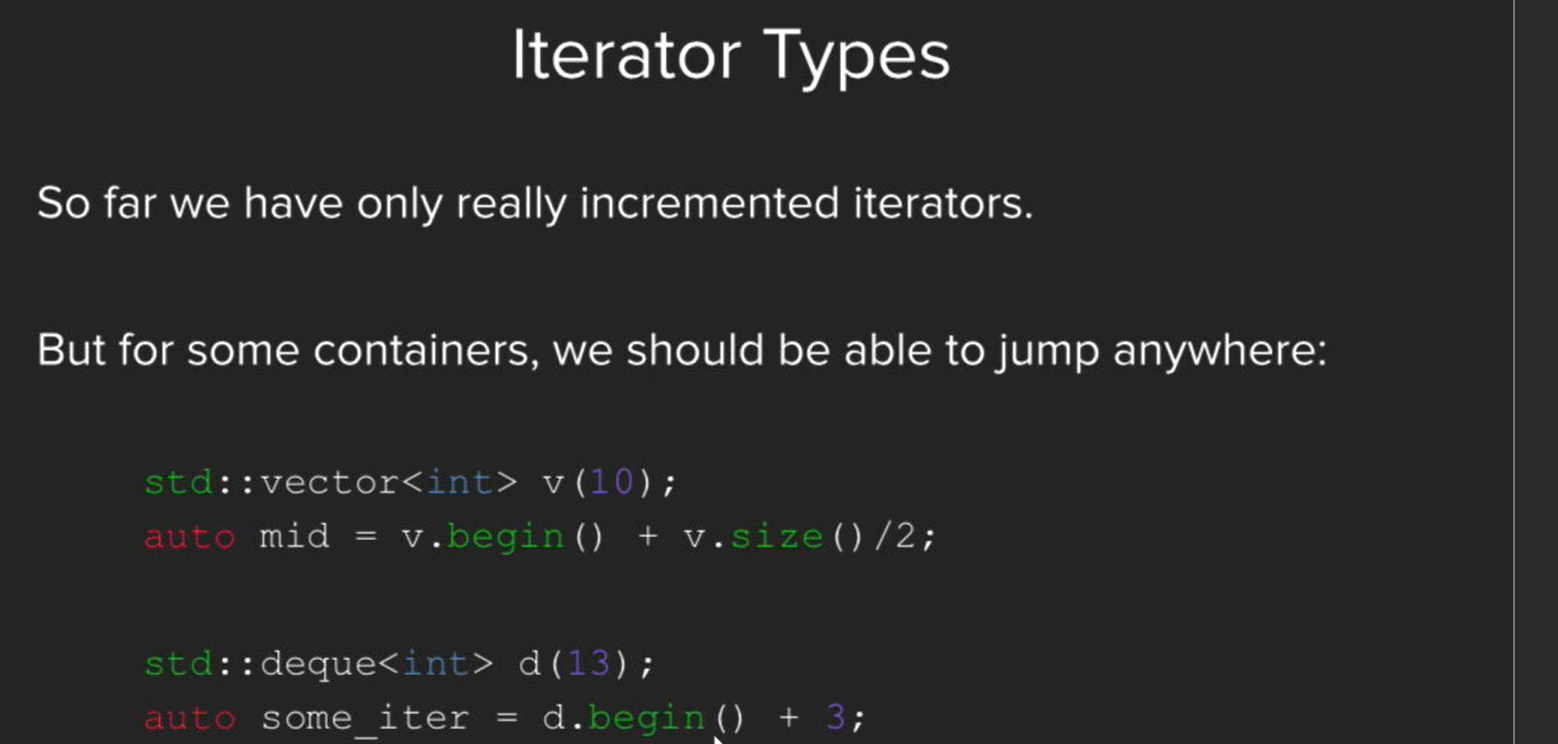 Iterator Types
So far we have only really incremented iterators.
But for some containers, we should be able to jump anywhere:
std::vector<int> v(10);
auto mid = v.begin() + v.size()/2;
std::deque<int> d(13);
auto some_iter = d.begin() + 3;